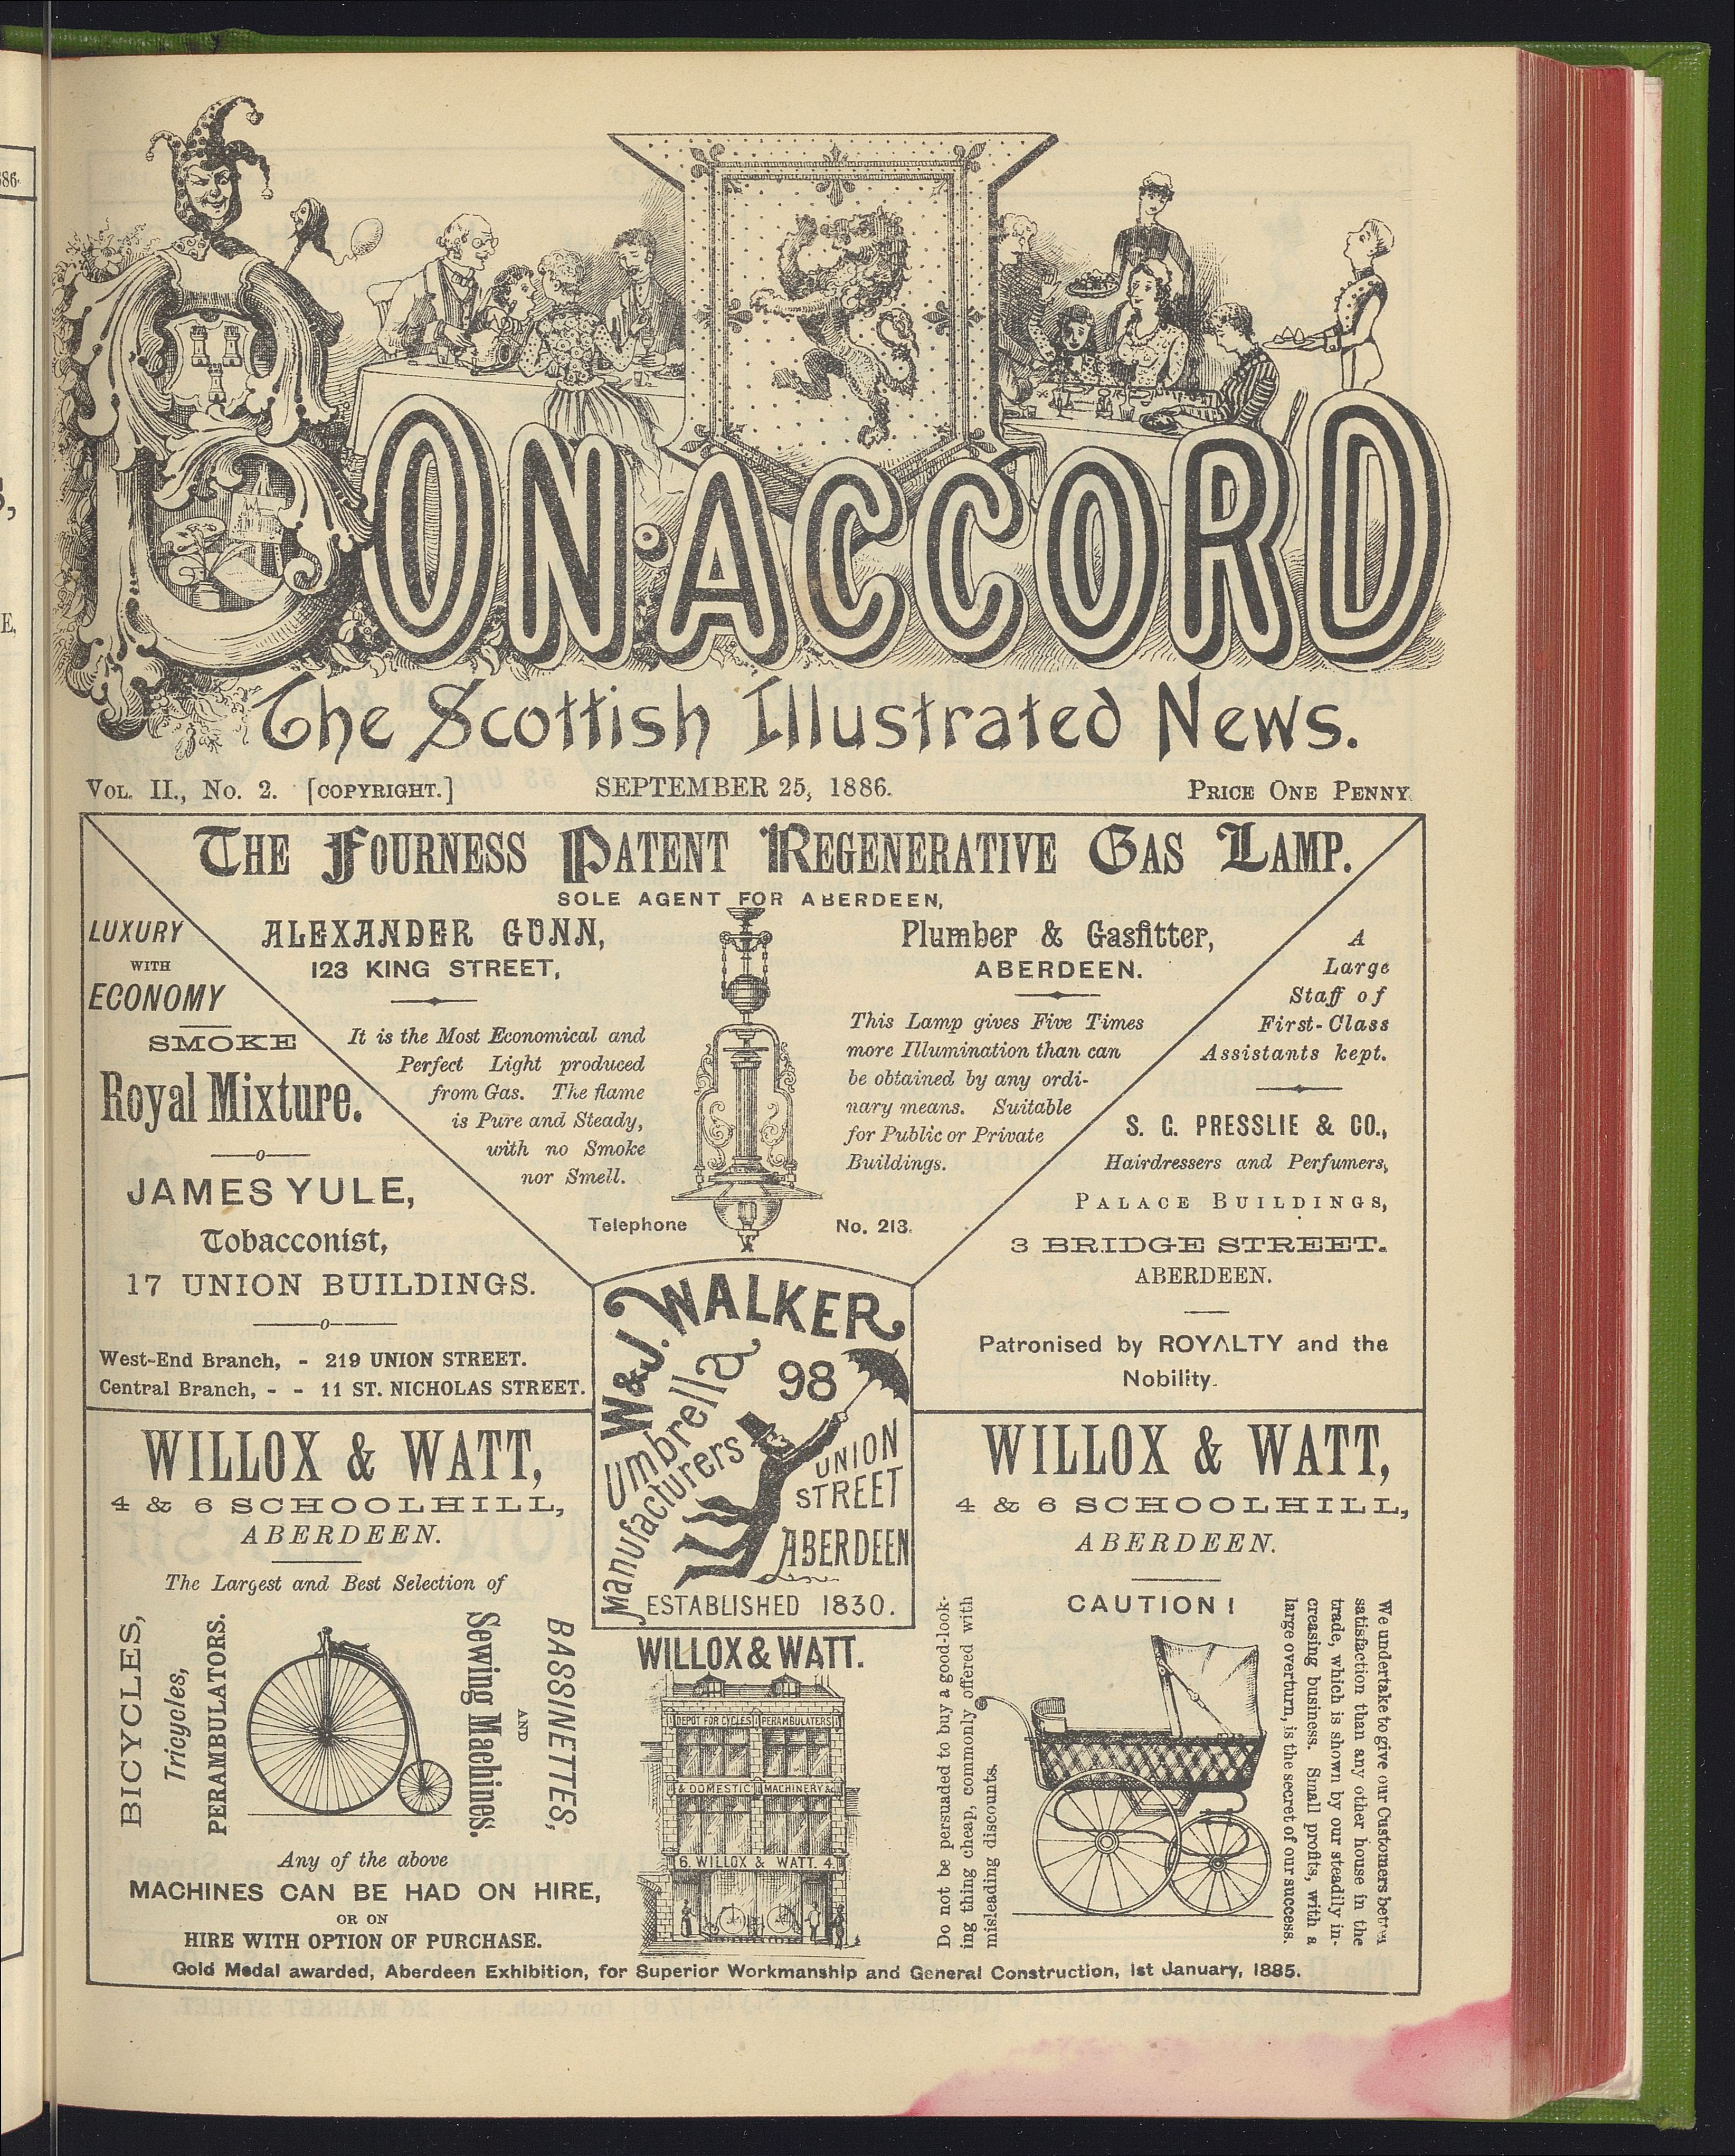 BON·ACCORD
The Scottish Illustrated News.
VOL. II., NO. 2. [COPYRIGHT.] SEPTEMBER 25, 1886. PRICE ONE PENNY
THE FOURNESS PATENT REGENERATIVE GAS LAMP.
SOLE AGENT FOR ABERDEEN,
ALEXANDER GUNN,
123 KING STREET,
Plumber & Gasfitter,
ABERDEEN.
It is the Most Economical and
Perfect Light produced
from Gas. The flame
is Pure and Steady,
with no Smoke
nor Smell.
This Lamp gives Five Times
more Illumination than can
be obtained by any ordi-
nary means. Suitable
for Public or Private
Buildings.
Telephone No. 213.
LUXURY
WITH
ECONOMY
SMOKE
Royal Mixture.
JAMES YULE,
Tobacconist,
17 UNION BUILDINGS.
West-End Branch, - 219 UNION STREET.
Central Branch, - - 11 ST. NICHOLAS STREET.
A
Large
Staff of
First-Class
Assistants kept.
S. G. PRESSLIE & CO.,
Hairdressers and Perfumers,
PALACE BUILDINGS,
3 BRIDGE STREET.
ABERDEEN.
Patronised by ROYALTY and the
Nobility.
W & J. WALKER
Umbrella
Manufacturers
98
UNION
STREET
ABERDEEN
ESTABLISHED 1830.
WILLOX & WATT,
4 & 6 SCHOOLHILL,
ABERDEEN.
The Largest and Best Selection of
BICYCLES,
Tricycles,
PERAMBULATORS.
BASSINETTES,
AND
Sewing Machines.
Any of the above
MACHINES CAN BE HAD ON HIRE,
OR ON
HIRE WITH OPTION OF PURCHASE.
WILLOX & WATT.
DEPOT FOR CYCLES PERAMBULATERS
& DOMESTIC MACHINERY &c
6. WILLOX & WATT. 4
WILLOX & WATT,
4 & 6 SCHOOLHILL,
ABERDEEN.
CAUTION!
Do not be persuaded to buy a good-look-
ing thing cheap, commonly offered with
misleading discounts.
We undertake to give our Customers better
satisfaction than any other house in the
trade, which is shown by our steadily in-
creasing business. Small profits, with a
large overturn, is the secret of our success.
Gold Medal awarded, Aberdeen Exhibition, for Superior Workmanship and General Construction, 1st January, 1885.